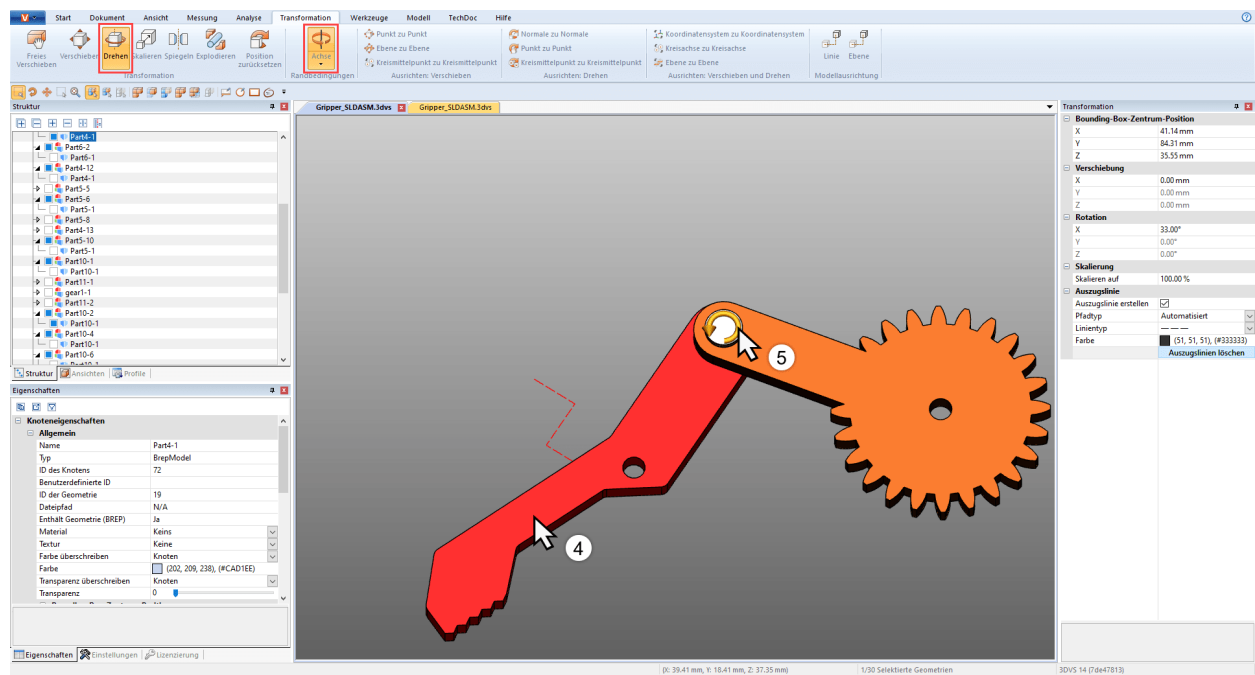 Start Dokument Ansicht Messung Analyse Transformation Werkzeuge Modell TechDoc Hilfe
Freies Verschieben
Verschieben
Drehen
Skalieren
Spiegeln
Explodieren
Position zurücksetzen
Transformation
Achse
Randbedingungen
Punkt zu Punkt
Ebene zu Ebene
Kreismittelpunkt zu Kreismittelpunkt
Ausrichten: Verschieben
Normale zu Normale
Punkt zu Punkt
Kreismittelpunkt zu Kreismittelpunkt
Ausrichten: Drehen
Koordinatensystem zu Koordinatensystem
Kreisachse zu Kreisachse
Ebene zu Ebene
Ausrichten: Verschieben und Drehen
Linie Ebene
Modellausrichtung
Struktur
Part4-1
Part6-2
Part6-1
Part4-12
Part4-1
Part5-5
Part5-6
Part5-1
Part5-8
Part4-13
Part5-10
Part5-1
Part10-1
Part10-1
Part11-1
gear1-1
Part11-2
Part10-2
Part10-1
Part10-4
Part10-1
Part10-6
Struktur Ansichten Profile
Eigenschaften
Knoteneigenschaften
Allgemein
Name Part4-1
Typ BrepModel
ID des Knotens 72
Benutzerdefinierte ID
ID der Geometrie 19
Dateipfad N/A
Enthält Geometrie (BREP) Ja
Material Keins
Textur Keine
Farbe überschreiben Knoten
Farbe (202, 209, 238), (#CAD1EE)
Transparenz überschreiben Knoten
Transparenz 0
Eigenschaften Einstellungen Lizenzierung
Gripper_SLDASM.3dvs Gripper_SLDASM.3dvs
5
4
Transformation
Bounding-Box-Zentrum-Position
X 41.14 mm
Y 84.31 mm
Z 35.55 mm
Verschiebung
X 0.00 mm
Y 0.00 mm
Z 0.00 mm
Rotation
X 33.00°
Y 0.00°
Z 0.00°
Skalierung
Skalieren auf 100.00 %
Auszugslinie
Auszugslinie erstellen
Pfadtyp Automatisiert
Linientyp
Farbe (51, 51, 51), (#333333)
Auszugslinien löschen
(X: 39.41 mm, Y: 18.41 mm, Z: 37.35 mm) 1/30 Selektierte Geometrien 3DVS 14 (7de47813)